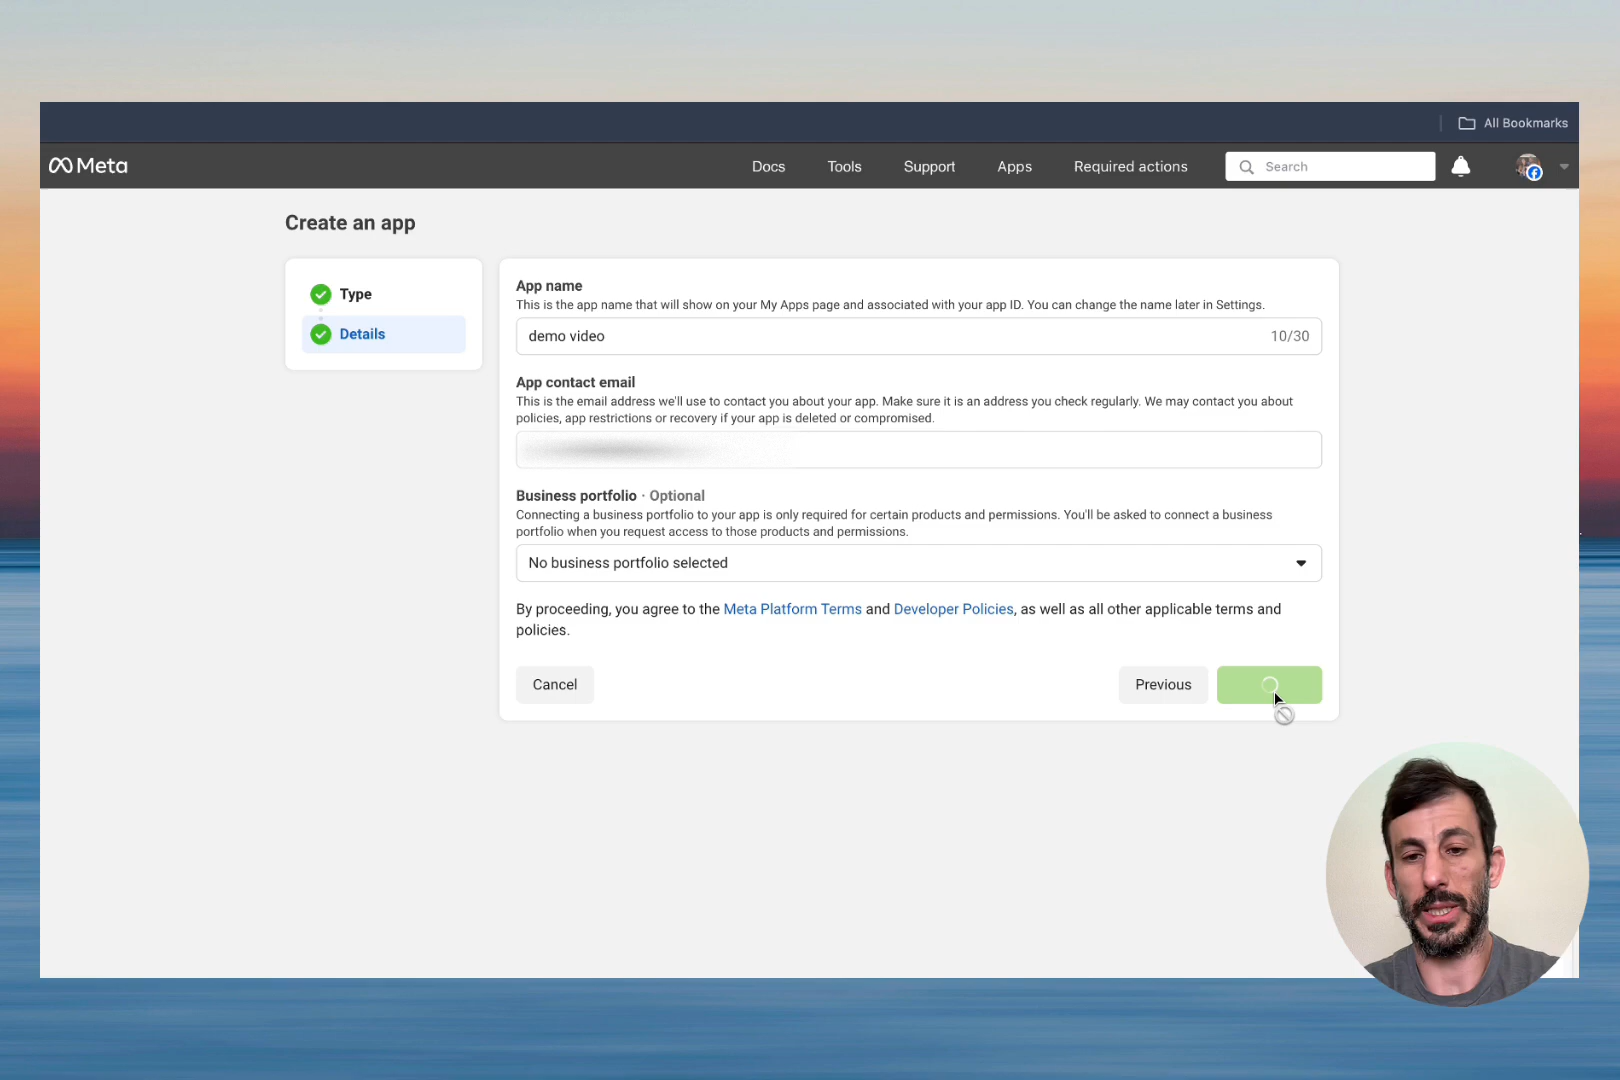 All Bookmarks
Meta
Docs
Tools
Support
Apps
Required actions
Search
Create an app
Type
Details
App name
This is the app name that will show on your My Apps page and associated with your app ID. You can change the name later in Settings.
demo video
10/30
App contact email
This is the email address we'll use to contact you about your app. Make sure it is an address you check regularly. We may contact you about
policies, app restrictions or recovery if your app is deleted or compromised.
Business portfolio · Optional
Connecting a business portfolio to your app is only required for certain products and permissions. You'll be asked to connect a business
portfolio when you request access to those products and permissions.
No business portfolio selected
By proceeding, you agree to the Meta Platform Terms and Developer Policies, as well as all other applicable terms and
policies.
Cancel
Previous